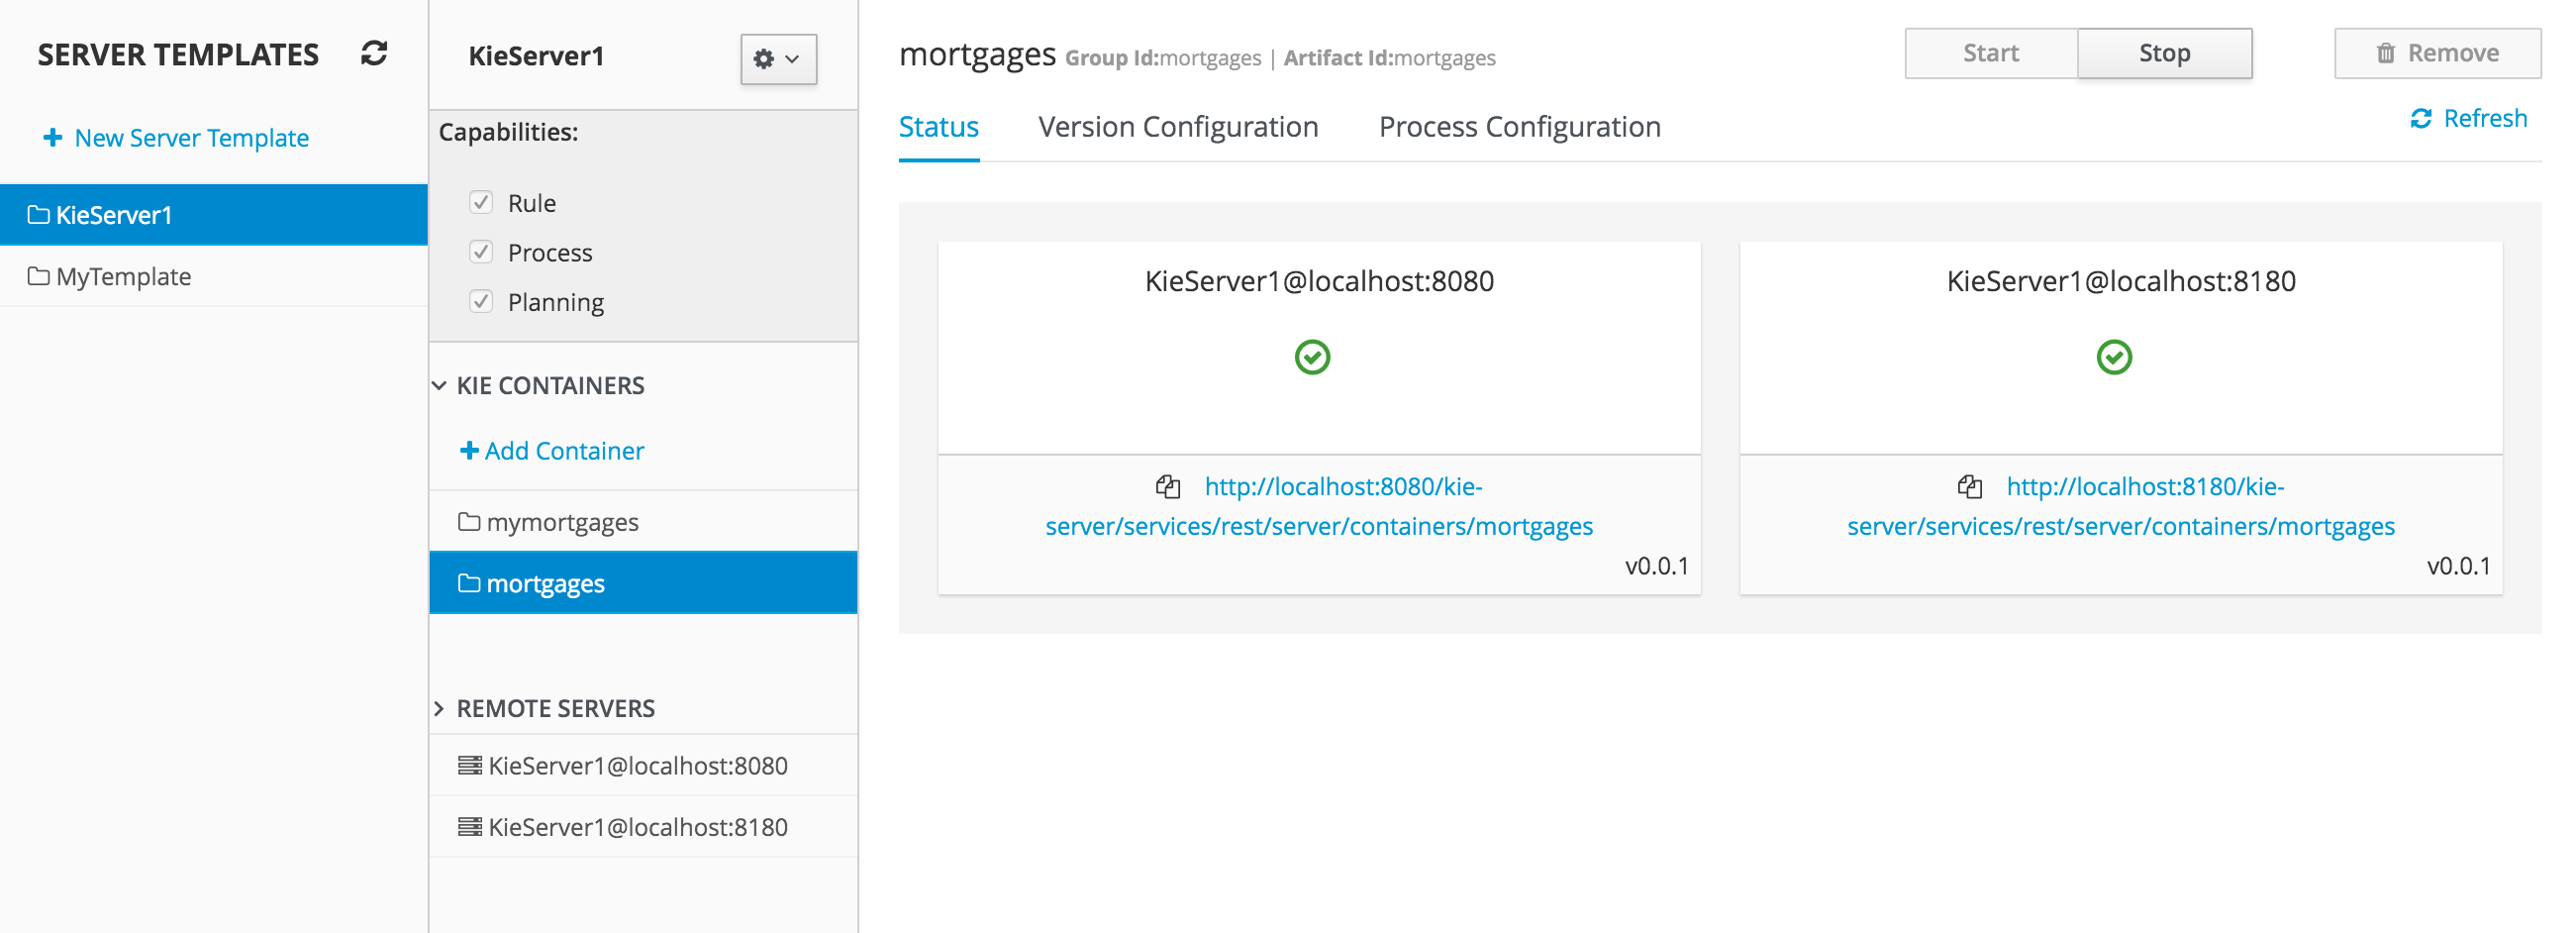 SERVER TEMPLATES
New Server Template
KieServer1
MyTemplate
KieServer1
Capabilities:
Rule
Process
Planning
KIE CONTAINERS
Add Container
mymortgages
mortgages
REMOTE SERVERS
KieServer1@localhost:8080
KieServer1@localhost:8180
mortgages Group Id:mortgages | Artifact Id:mortgages
Start Stop Remove
Status Version Configuration Process Configuration
Refresh
KieServer1@localhost:8080
http://localhost:8080/kie-
server/services/rest/server/containers/mortgages
v0.0.1
KieServer1@localhost:8180
http://localhost:8180/kie-
server/services/rest/server/containers/mortgages
v0.0.1